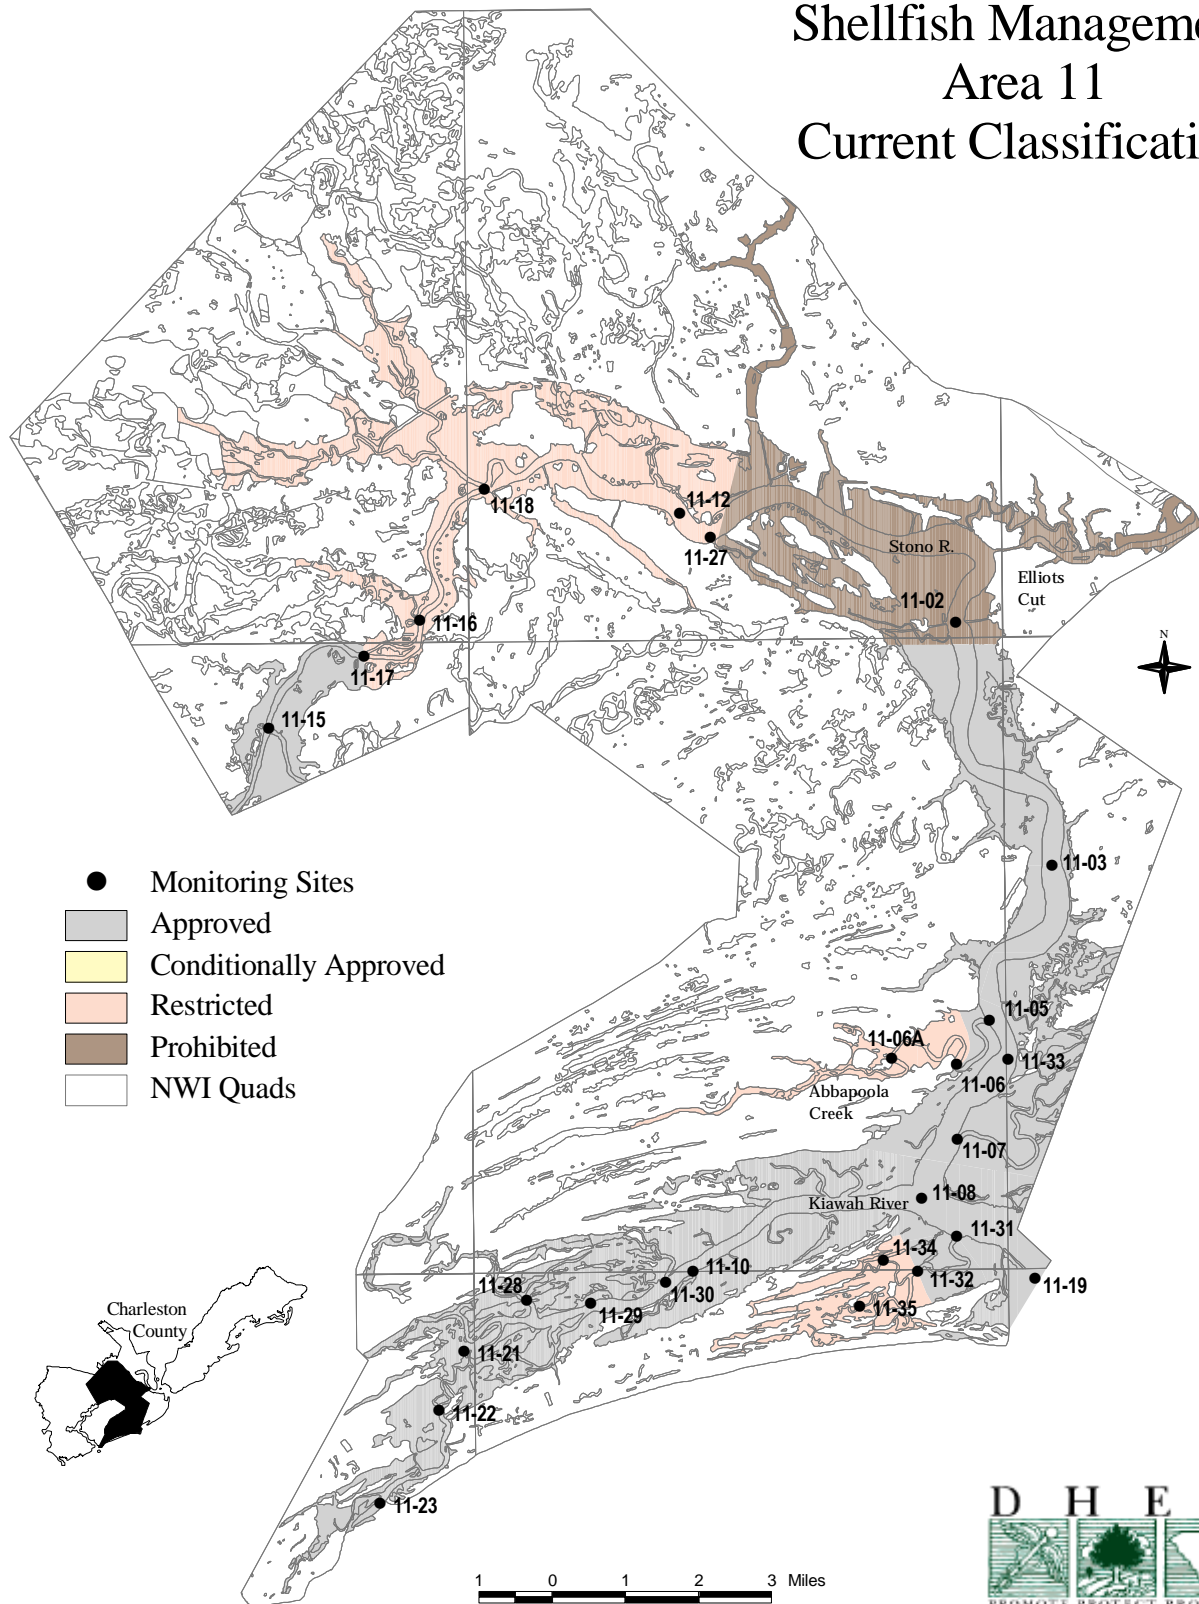 Shellfish Manageme
Area 11
Current Classificati
11-18
11-12
11-27
Stono R.
Elliots
Cut
11-02
11-16
11-17
11-15
N
11-03
Monitoring Sites
Approved
Conditionally Approved
Restricted
Prohibited
NWI Quads
11-05
11-06A
11-33
11-06
Abbapoola
Creek
11-07
11-08
Kiawah River
11-31
11-34
11-10
11-32
11-19
11-30
11-28
11-29
11-35
Charleston
County
11-21
11-22
11-23
1 0 1 2 3 Miles
D H E
PROMOTE PROTECT PRO